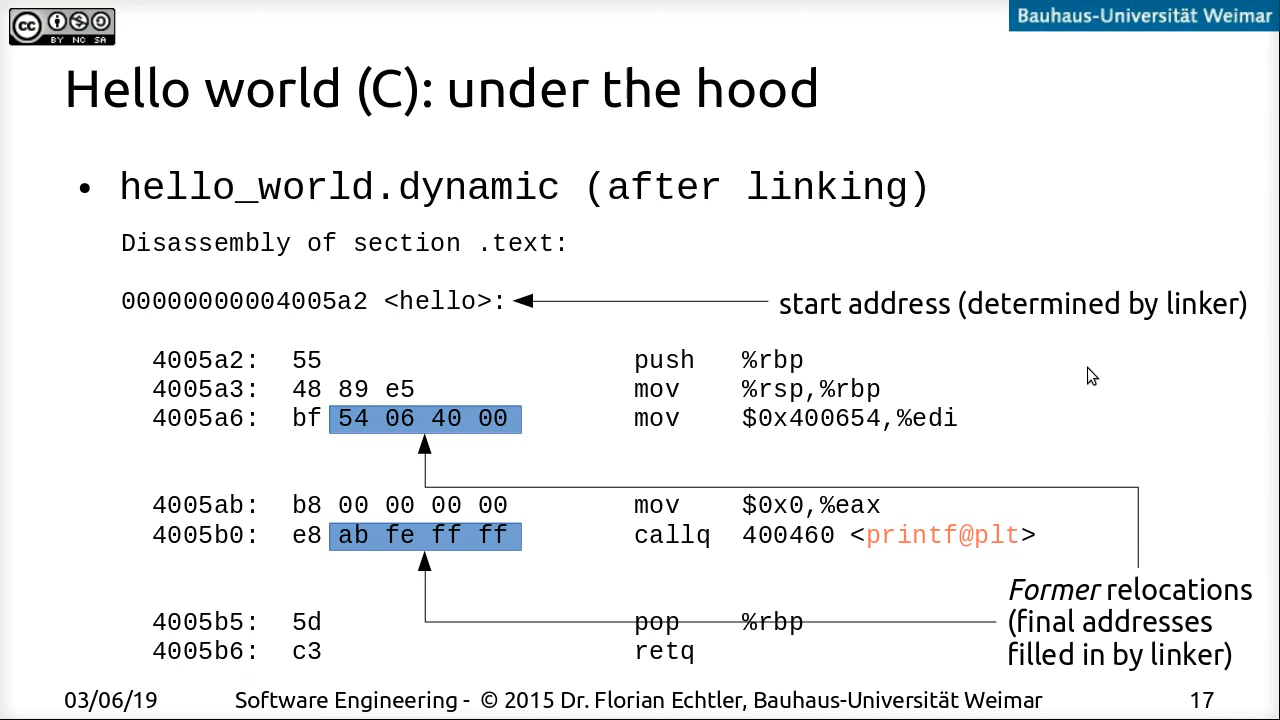 cc BY NC SA
Bauhaus-Universität Weimar
Hello world (C): under the hood
• hello_world.dynamic (after linking)
Disassembly of section .text:
00000000004005a2 <hello>:
start address (determined by linker)
4005a2: 55 push %rbp
4005a3: 48 89 e5 mov %rsp,%rbp
4005a6: bf 54 06 40 00 mov $0x400654,%edi
4005ab: b8 00 00 00 00 mov $0x0,%eax
4005b0: e8 ab fe ff ff callq 400460 <printf@plt>
4005b5: 5d pop %rbp
4005b6: c3 retq
Former relocations
(final addresses
filled in by linker)
03/06/19 Software Engineering - © 2015 Dr. Florian Echtler, Bauhaus-Universität Weimar 17